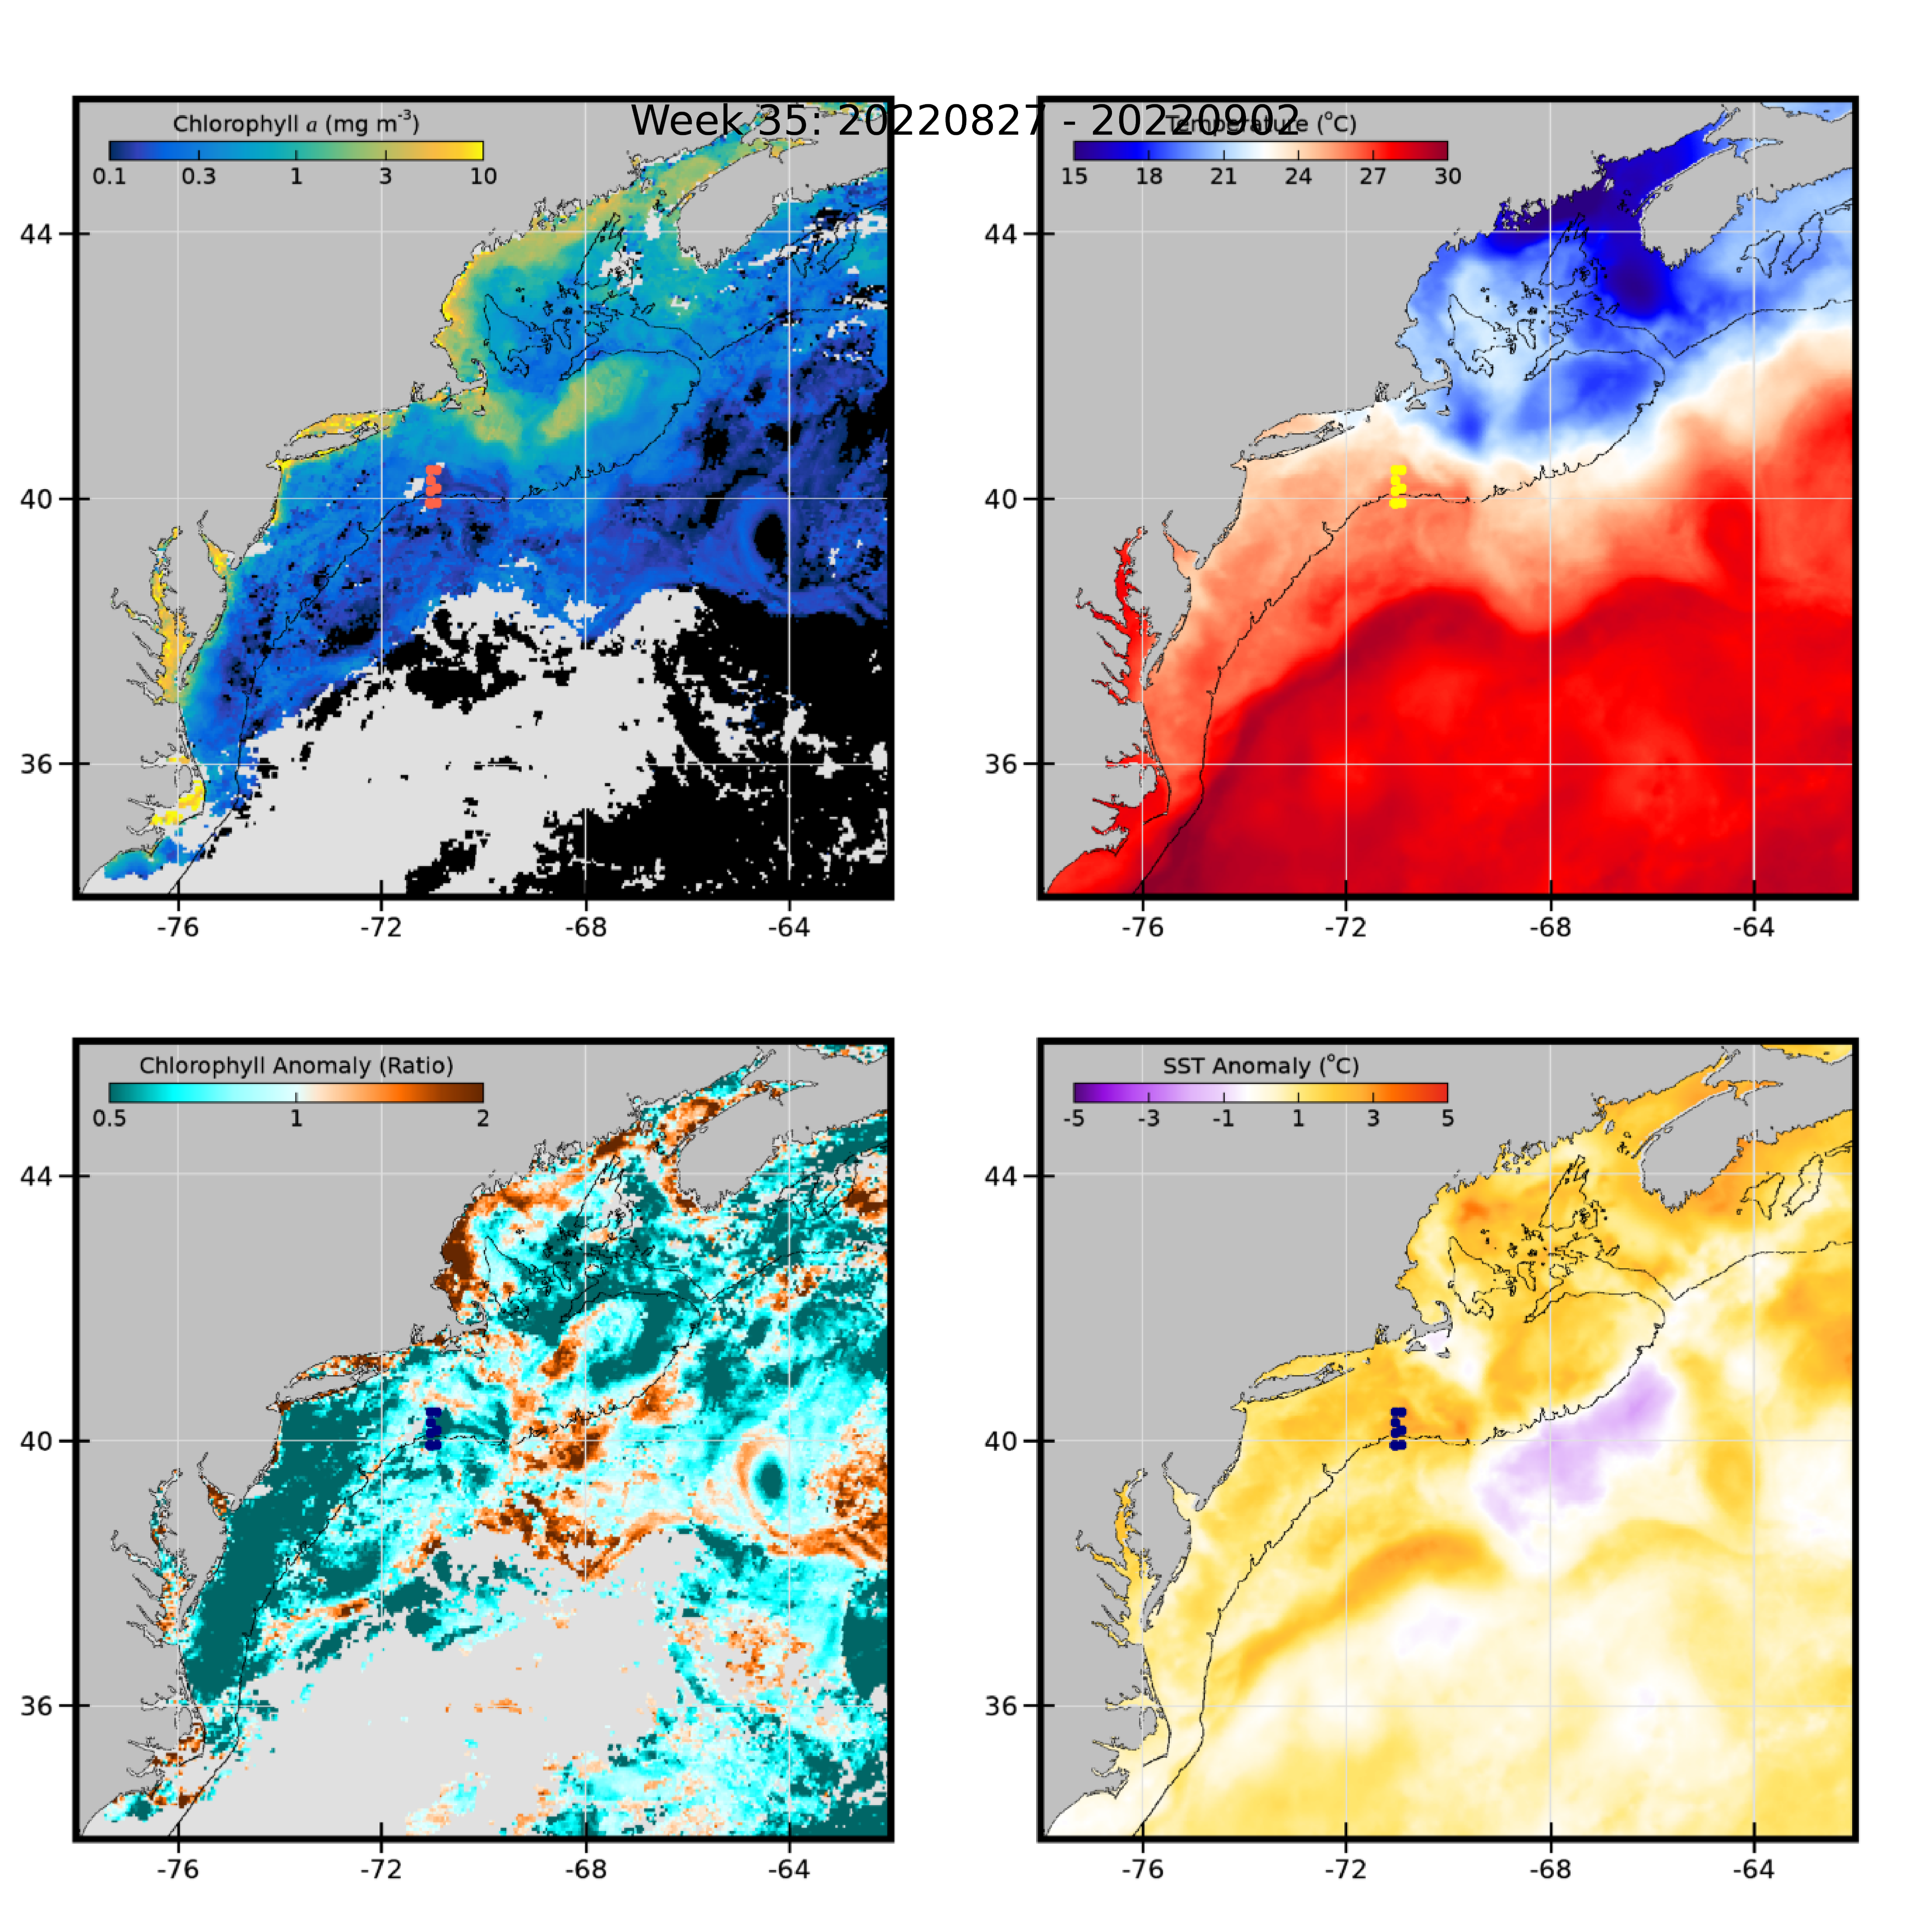 Week 35: 20220827 - 20220902
Chlorophyll a (mg m-3)
0.1 0.3 1 3 10
44
40
36
-76 -72 -68 -64
Temperature (°C)
15 18 21 24 27 30
44
40
36
-76 -72 -68 -64
Chlorophyll Anomaly (Ratio)
0.5 1 2
44
40
36
-76 -72 -68 -64
SST Anomaly (°C)
-5 -3 -1 1 3 5
44
40
36
-76 -72 -68 -64